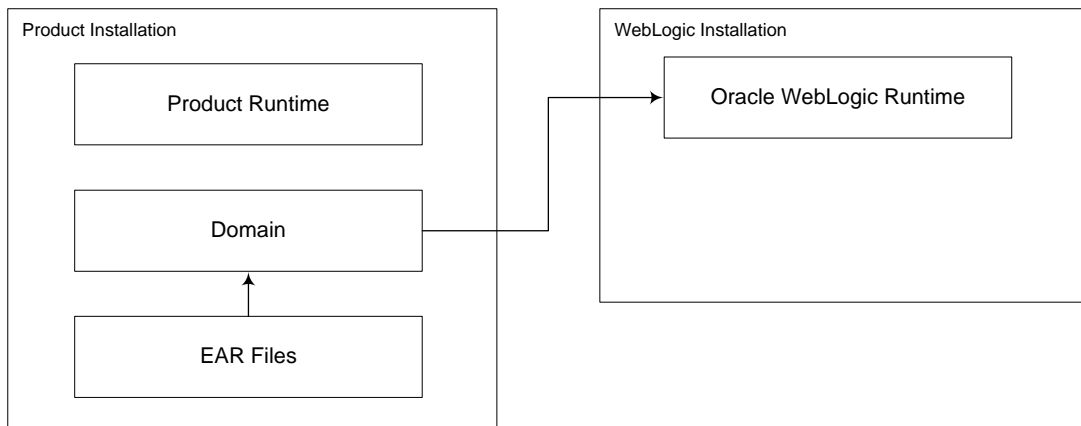 Product Installation
Product Runtime
Domain
EAR Files
WebLogic Installation
Oracle WebLogic Runtime